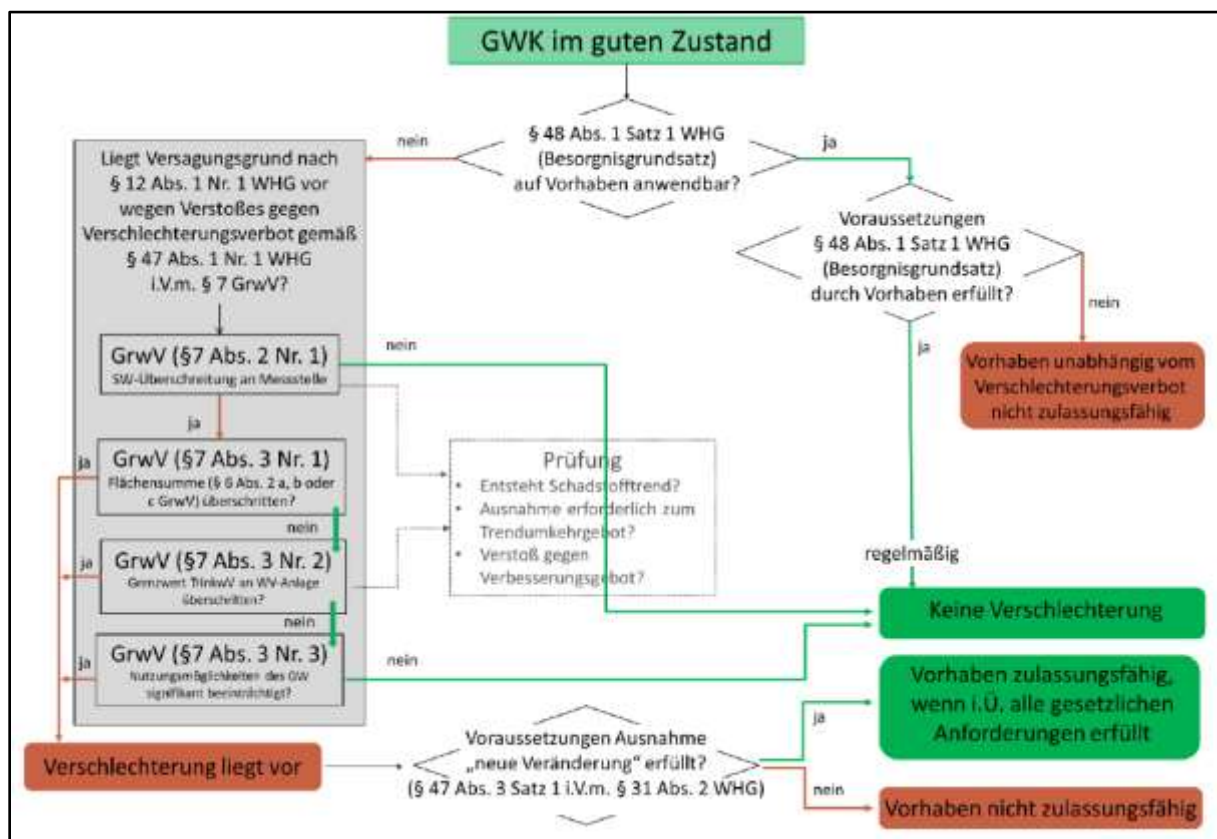 GWK im guten Zustand
§ 48 Abs. 1 Satz 1 WHG
(Besorgnisgrundsatz)
auf Vorhaben anwendbar?
nein
ja
Liegt Versagungsgrund nach
§ 12 Abs. 1 Nr. 1 WHG vor
wegen Verstoßes gegen
Verschlechterungsverbot gemäß
§ 47 Abs. 1 Nr. 1 WHG
i.V.m. § 7 GrwV?
Voraussetzungen
§ 48 Abs. 1 Satz 1 WHG
(Besorgnisgrundsatz)
durch Vorhaben erfüllt?
nein
ja
Vorhaben unabhängig vom
Verschlechterungsverbot
nicht zulassungsfähig
GrwV (§7 Abs. 2 Nr. 1)
SW-Überschreitung an Messstelle
nein
ja
GrwV (§7 Abs. 3 Nr. 1)
Flächensumme (§ 6 Abs. 2 a, b oder
c GrwV) überschritten?
ja
nein
Prüfung
• Entsteht Schadstofftrend?
• Ausnahme erforderlich zum
Trendumkehrgebot?
• Verstoß gegen
Verbesserungsgebot?
GrwV (§7 Abs. 3 Nr. 2)
Grenzwert TrinkwV an WV-Anlage
überschritten?
ja
nein
regelmäßig
Keine Verschlechterung
GrwV (§7 Abs. 3 Nr. 3)
Nutzungsmöglichkeiten des GW
signifikant beeinträchtigt?
ja
nein
Vorhaben zulassungsfähig,
wenn i.Ü. alle gesetzlichen
Anforderungen erfüllt
Verschlechterung liegt vor
Voraussetzungen Ausnahme
„neue Veränderung“ erfüllt?
(§ 47 Abs. 3 Satz 1 i.V.m. § 31 Abs. 2 WHG)
ja
nein
Vorhaben nicht zulassungsfähig